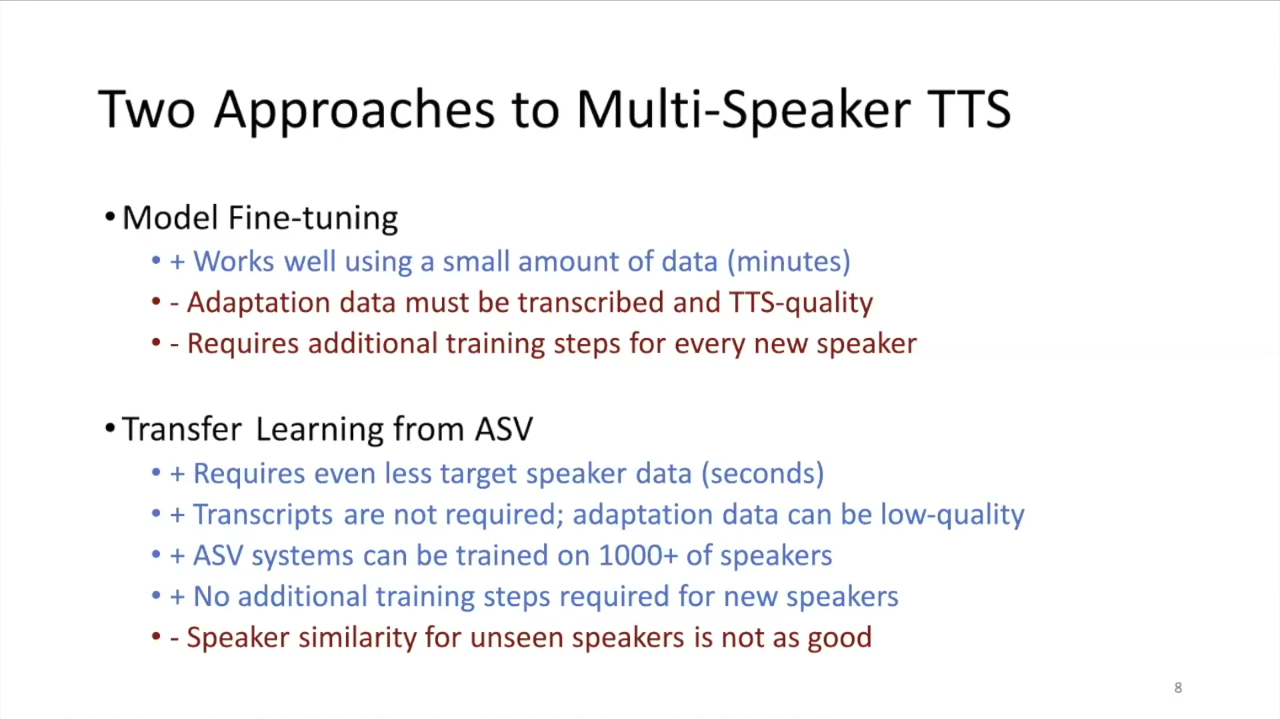 Two Approaches to Multi-Speaker TTS
• Model Fine-tuning
• + Works well using a small amount of data (minutes)
• - Adaptation data must be transcribed and TTS-quality
• - Requires additional training steps for every new speaker
• Transfer Learning from ASV
• + Requires even less target speaker data (seconds)
• + Transcripts are not required; adaptation data can be low-quality
• + ASV systems can be trained on 1000+ of speakers
• + No additional training steps required for new speakers
• - Speaker similarity for unseen speakers is not as good
8